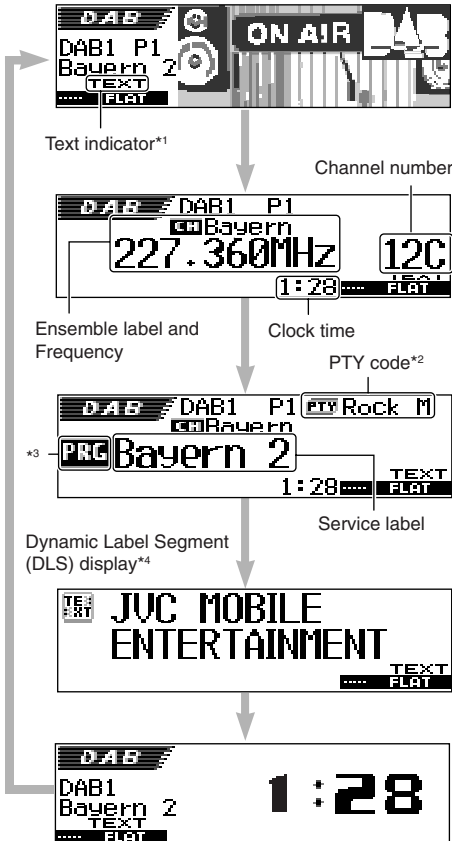 DAB
ON AIR
DAB1 P1
Bayern 2
TEXT
FLAT
Text indicator*1
Channel number
DAB DAB1 P1
CH Bayern
227.360MHz 12C
TEXT
1:28 FLAT
Ensemble label and
Frequency
Clock time
PTY code*2
DAB DAB1 P1 PTY Rock M
CH Bayern
*3 PRG Bayern 2
TEXT
1:28 FLAT
Service label
Dynamic Label Segment
(DLS) display*4
TEXT JVC MOBILE
ENTERTAINMENT
TEXT
FLAT
DAB
DAB1
Bayern 2
1:28
TEXT
FLAT